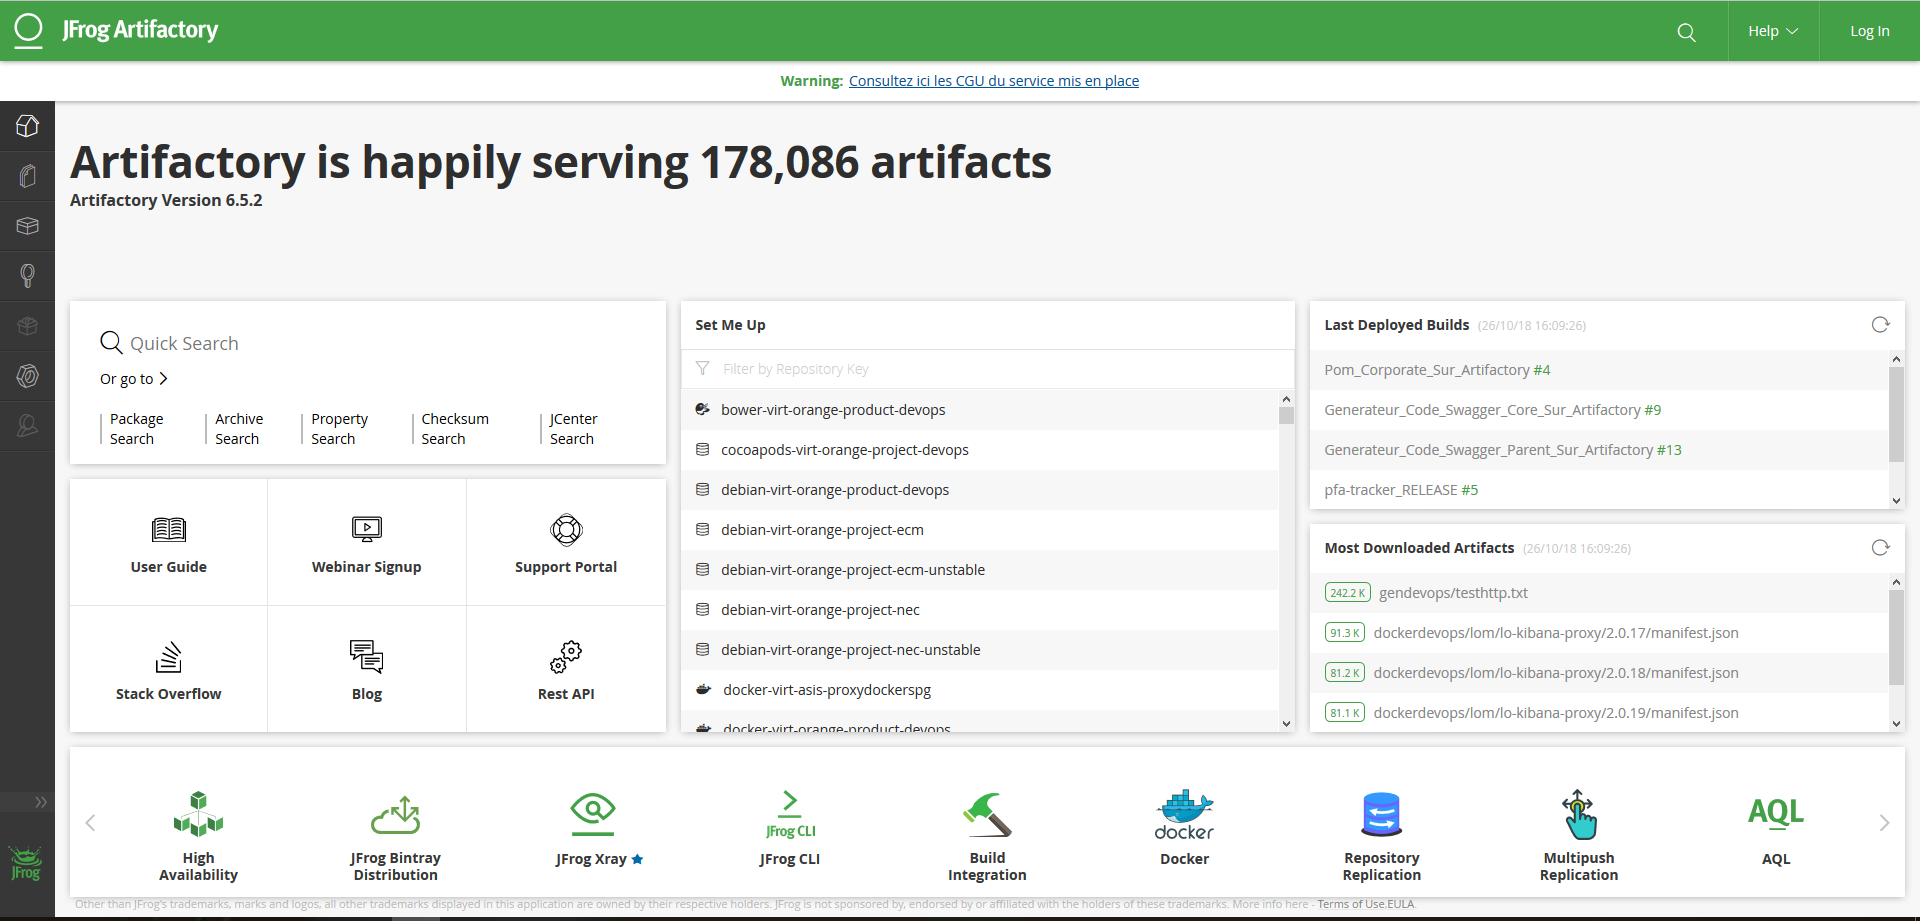 JFrog Artifactory
Help
Log In
Warning: Consultez ici les CGU du service mis en place
Artifactory is happily serving 178,086 artifacts
Artifactory Version 6.5.2
Quick Search
Or go to
Package Search
Archive Search
Property Search
Checksum Search
JCenter Search
User Guide
Webinar Signup
Support Portal
Stack Overflow
Blog
Rest API
Set Me Up
Filter by Repository Key
bower-virt-orange-product-devops
cocoapods-virt-orange-project-devops
debian-virt-orange-product-devops
debian-virt-orange-project-ecm
debian-virt-orange-project-ecm-unstable
debian-virt-orange-project-nec
debian-virt-orange-project-nec-unstable
docker-virt-asis-proxydockerspg
docker-virt-orange-product-devops
Last Deployed Builds (26/10/18 16:09:26)
Pom_Corporate_Sur_Artifactory #4
Generateur_Code_Swagger_Core_Sur_Artifactory #9
Generateur_Code_Swagger_Parent_Sur_Artifactory #13
pfa-tracker_RELEASE #5
Most Downloaded Artifacts (26/10/18 16:09:26)
242.2 K gendevops/testhttp.txt
91.3 K dockerdevops/lom/lo-kibana-proxy/2.0.17/manifest.json
81.2 K dockerdevops/lom/lo-kibana-proxy/2.0.18/manifest.json
81.1 K dockerdevops/lom/lo-kibana-proxy/2.0.19/manifest.json
High Availability
JFrog Bintray Distribution
JFrog Xray
JFrog CLI
JFrog CLI
Build Integration
docker
Docker
Repository Replication
Multipush Replication
AQL
AQL
JFrog
Other than JFrog's trademarks, marks and logos, all other trademarks displayed in this application are owned by their respective holders. JFrog is not sponsored by, endorsed by or affiliated with the holders of these trademarks. More info here - Terms of Use.EULA.